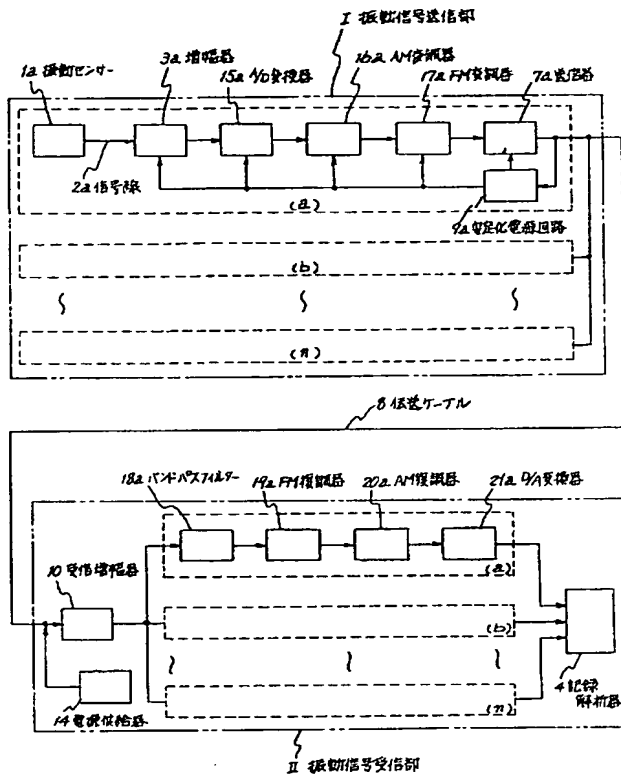 I 振動信号送信部
1a 振動センサー
3a 増幅器
15a A/D変換器
16a AM変調器
17a FM変調器
7a 送信器
2a 信号線
9a 安定化電源回路
(a)
(b)
(n)
8 伝送ケーブル
18a バンドパスフィルター
19a FM復調器
20a AM復調器
21a D/A変換器
(a)
10 受信増幅器
(b)
14 電源供給器
(n)
4 記録
解析器
II 振動信号受信部